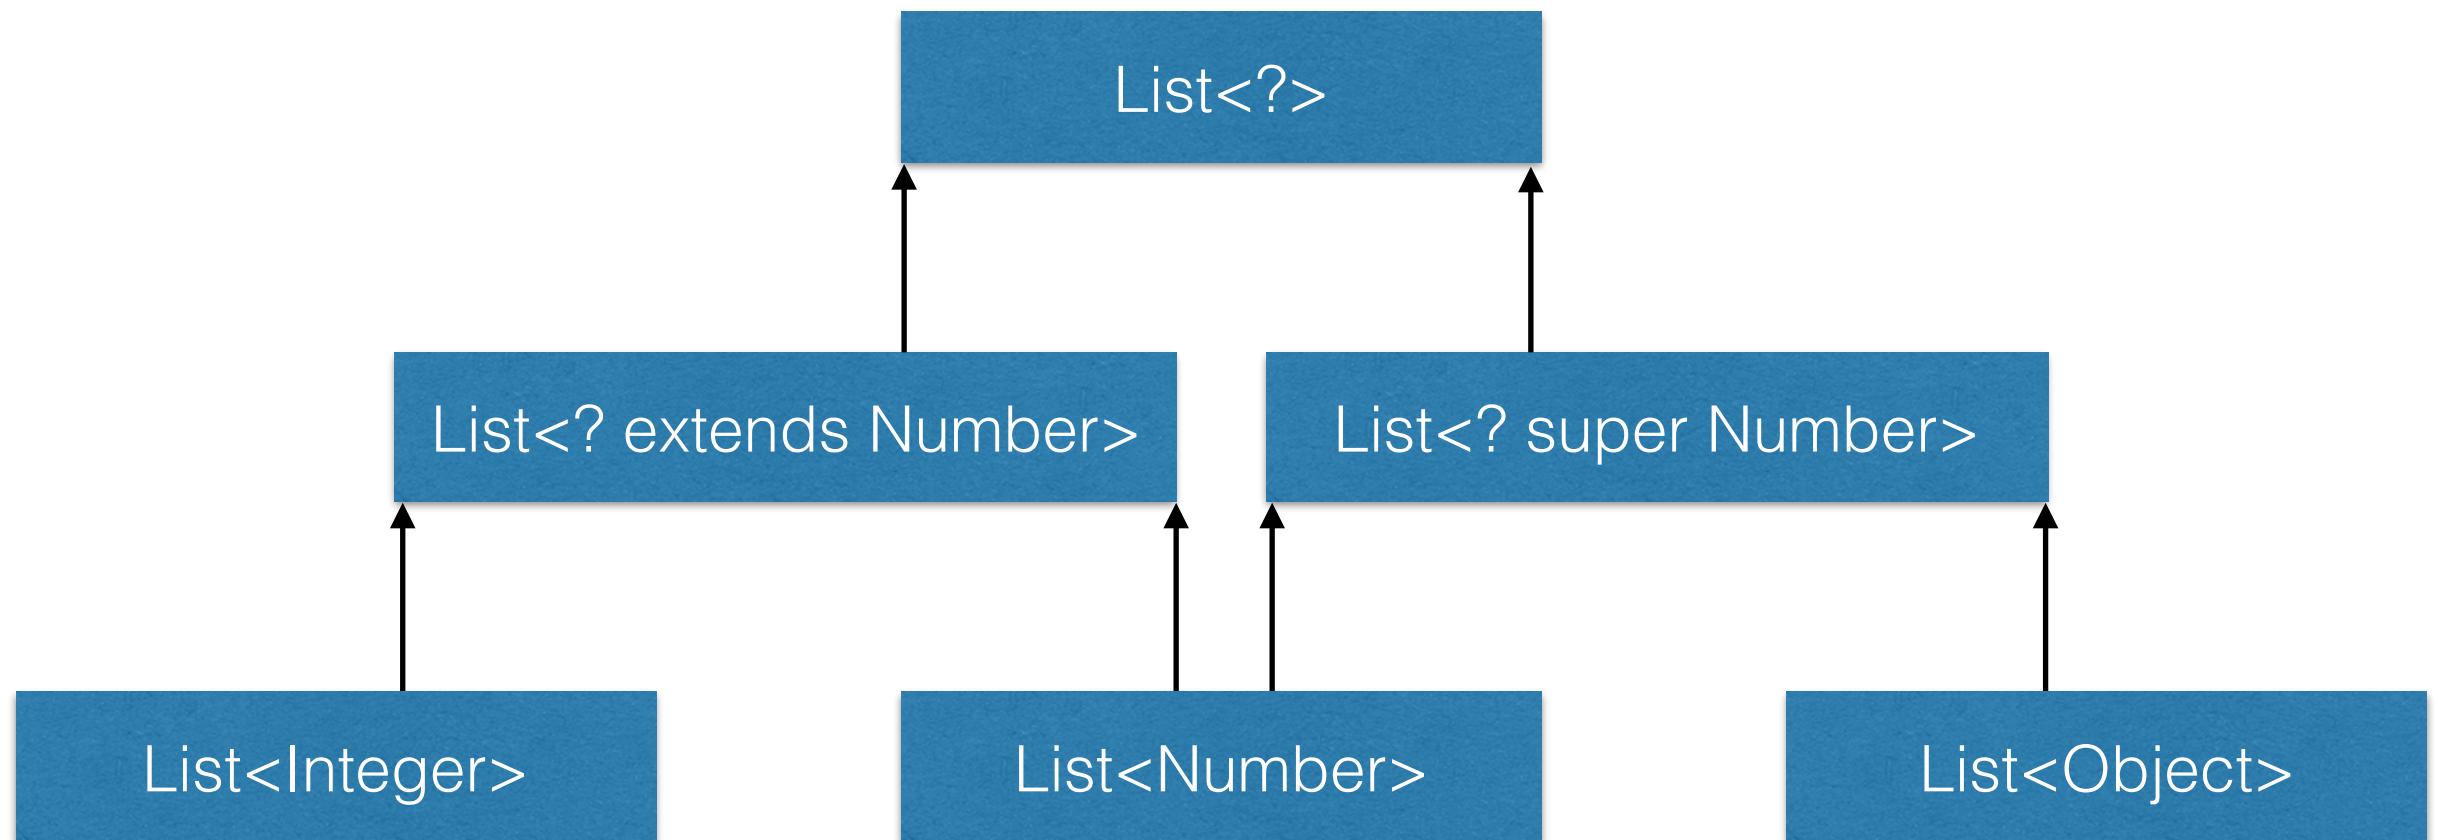 List<?>
List<? extends Number>
List<? super Number>
List<Integer>
List<Number>
List<Object>